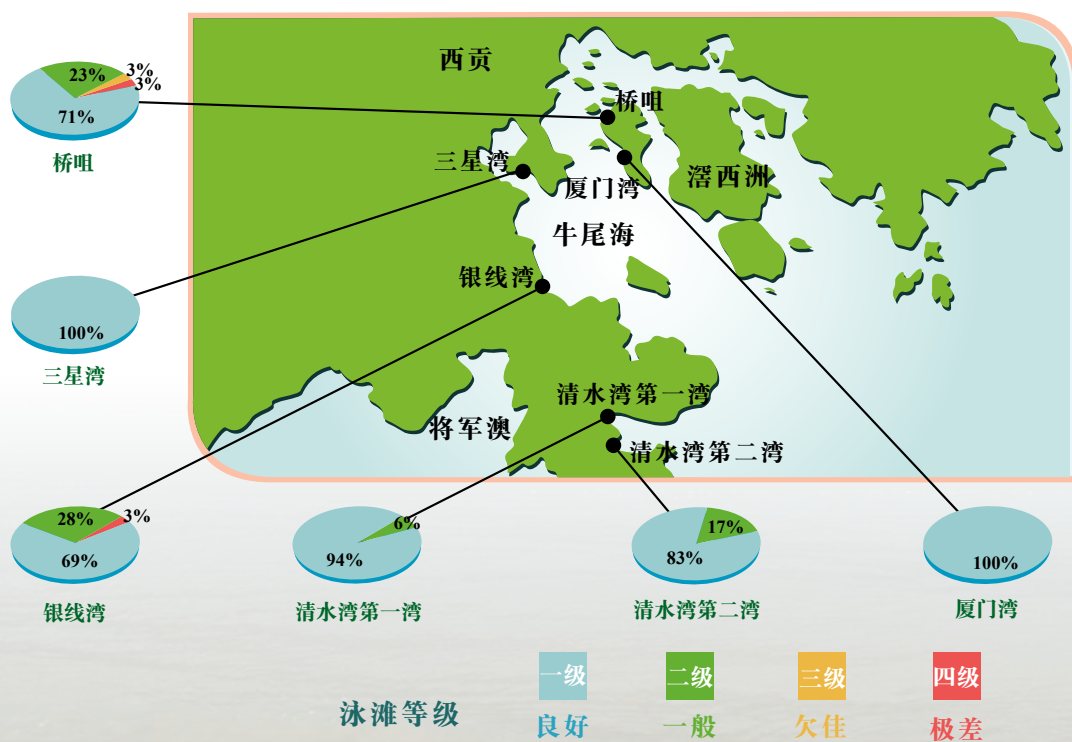 西贡
23%
3%
3%
71%
桥咀
桥咀
三星湾
厦门湾
滘西洲
牛尾海
银线湾
100%
三星湾
清水湾第一湾
将军澳
清水湾第二湾
28%
3%
69%
银线湾
6%
94%
清水湾第一湾
17%
83%
清水湾第二湾
100%
厦门湾
泳滩等级
一级
良好
二级
一般
三级
欠佳
四级
极差